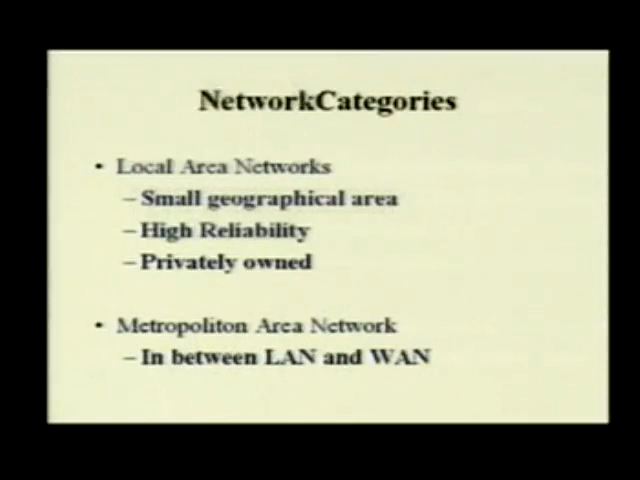 NetworkCategories
• Local Area Networks
– Small geographical area
– High Reliability
– Privately owned
• Metropoliton Area Network
– In between LAN and WAN